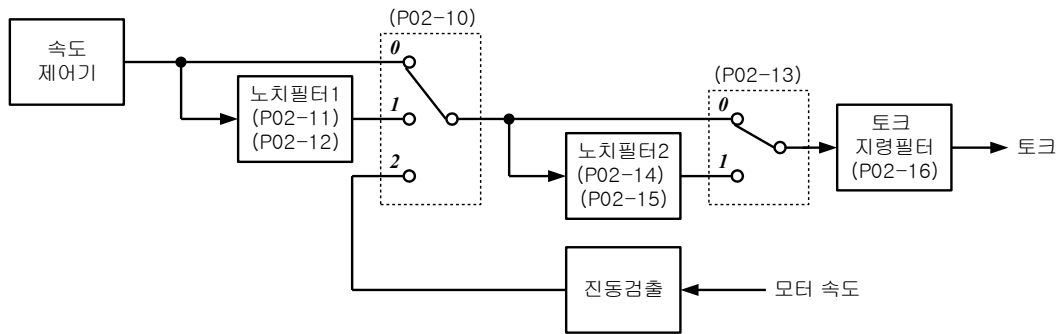 (P02-10)
속도
제어기
0
노치필터1
(P02-11)
(P02-12)
1
2
(P02-13)
0
노치필터2
(P02-14)
(P02-15)
1
토크
지령필터
(P02-16)
토크
진동검출
모터 속도